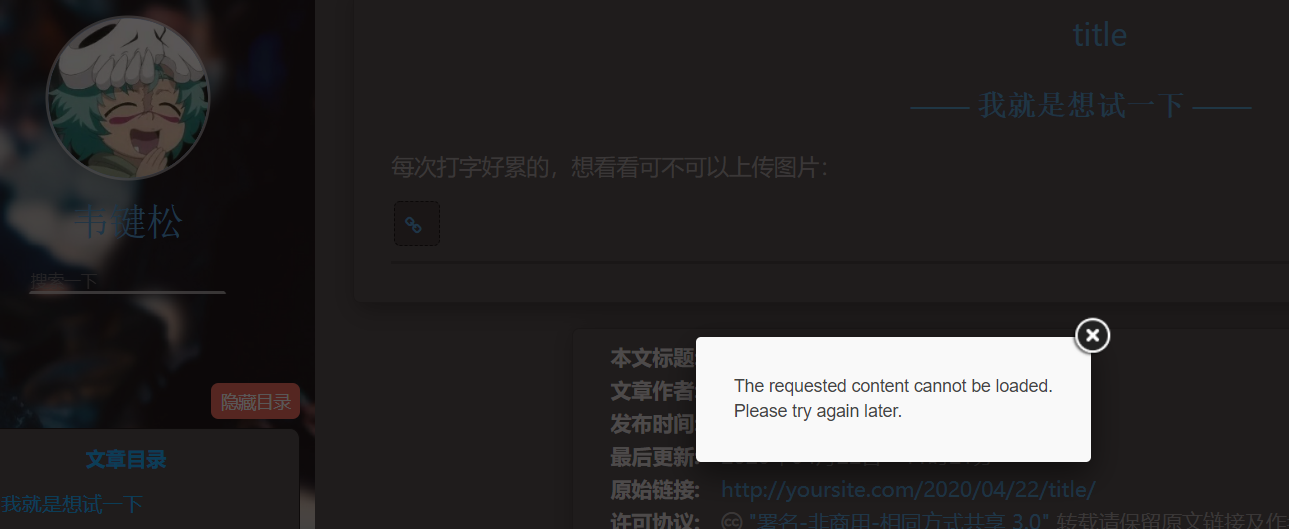 title
我就是想试一下
每次打字好累的，想看看可不可以上传图片：
韦键松
搜索一下
隐藏目录
文章目录
我就是想试一下
本文标题:
文章作者:
发布时间:
最后更新:
原始链接: http://yoursite.com/2020/04/22/title/
许可协议: "署名-非商用-相同方式共享 3.0" 转载请保留原文链接及作
The requested content cannot be loaded.
Please try again later.